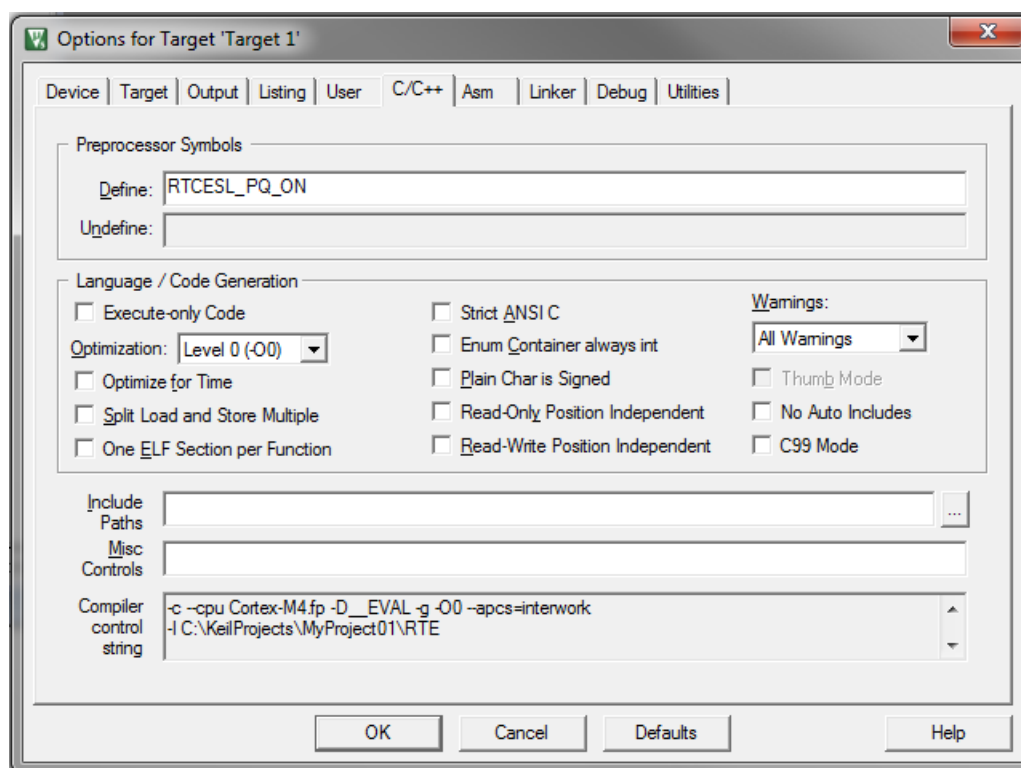 Options for Target 'Target 1'
Device Target Output Listing User C/C++ Asm Linker Debug Utilities
Preprocessor Symbols
Define: RTCESL_PQ_ON
Undefine:
Language / Code Generation
Execute-only Code
Optimization: Level 0 (-O0)
Optimize for Time
Split Load and Store Multiple
One ELF Section per Function
Strict ANSI C
Enum Container always int
Plain Char is Signed
Read-Only Position Independent
Read-Write Position Independent
Warnings:
All Warnings
Thumb Mode
No Auto Includes
C99 Mode
Include
Paths
...
Misc
Controls
Compiler
control
string
-c --cpu Cortex-M4.fp -D__EVAL -g -O0 --apcs=interwork
-I C:\KeilProjects\MyProject01\RTE
OK Cancel Defaults Help